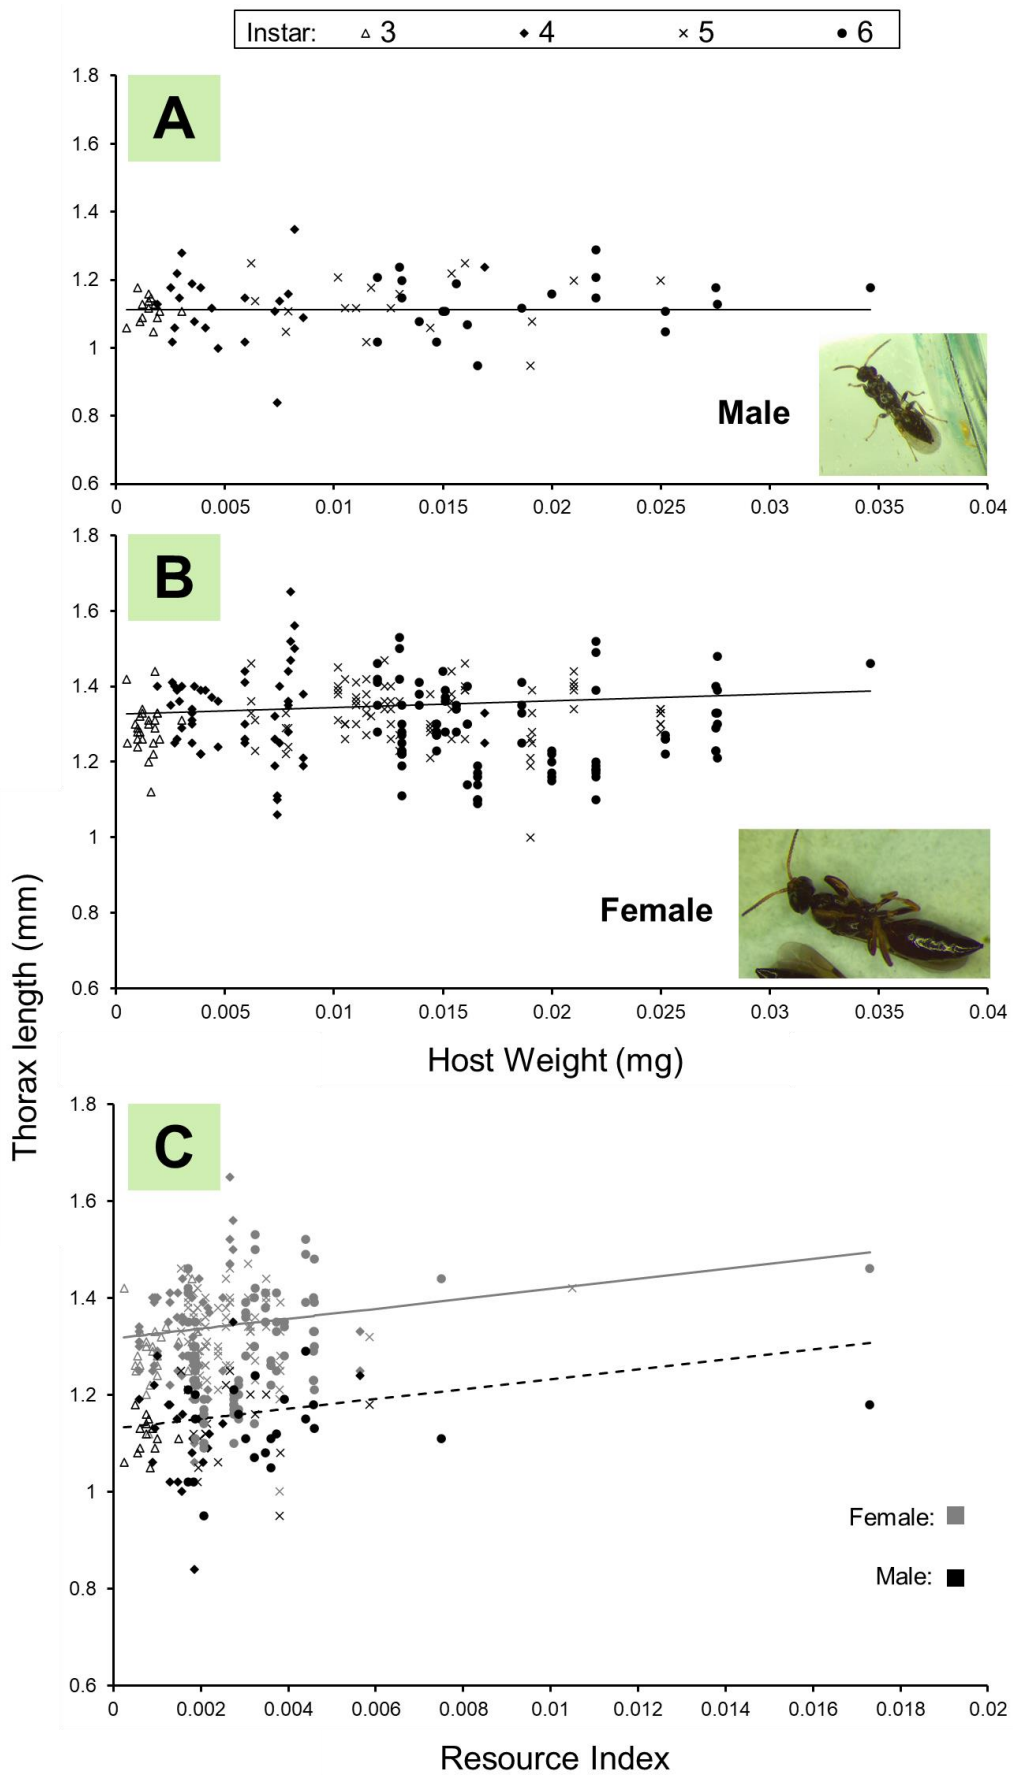 Instar: 3 4 5 6
A
1.8
1.6
1.4
1.2
1
0.8
0.6
Male
0 0.005 0.01 0.015 0.02 0.025 0.03 0.035 0.04
B
1.8
1.6
1.4
1.2
1
0.8
0.6
Female
0 0.005 0.01 0.015 0.02 0.025 0.03 0.035 0.04
Host Weight (mg)
Thorax length (mm)
C
1.8
1.6
1.4
1.2
1
0.8
0.6
Female:
Male:
0 0.002 0.004 0.006 0.008 0.01 0.012 0.014 0.016 0.018 0.02
Resource Index